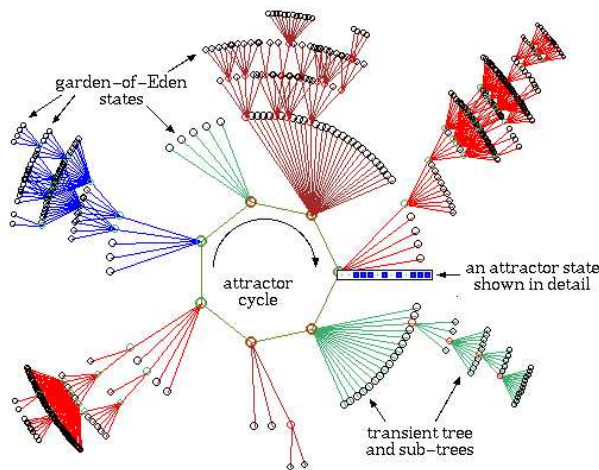 garden-of-Eden
states
attractor
cycle
an attractor state
shown in detail
transient tree
and sub-trees